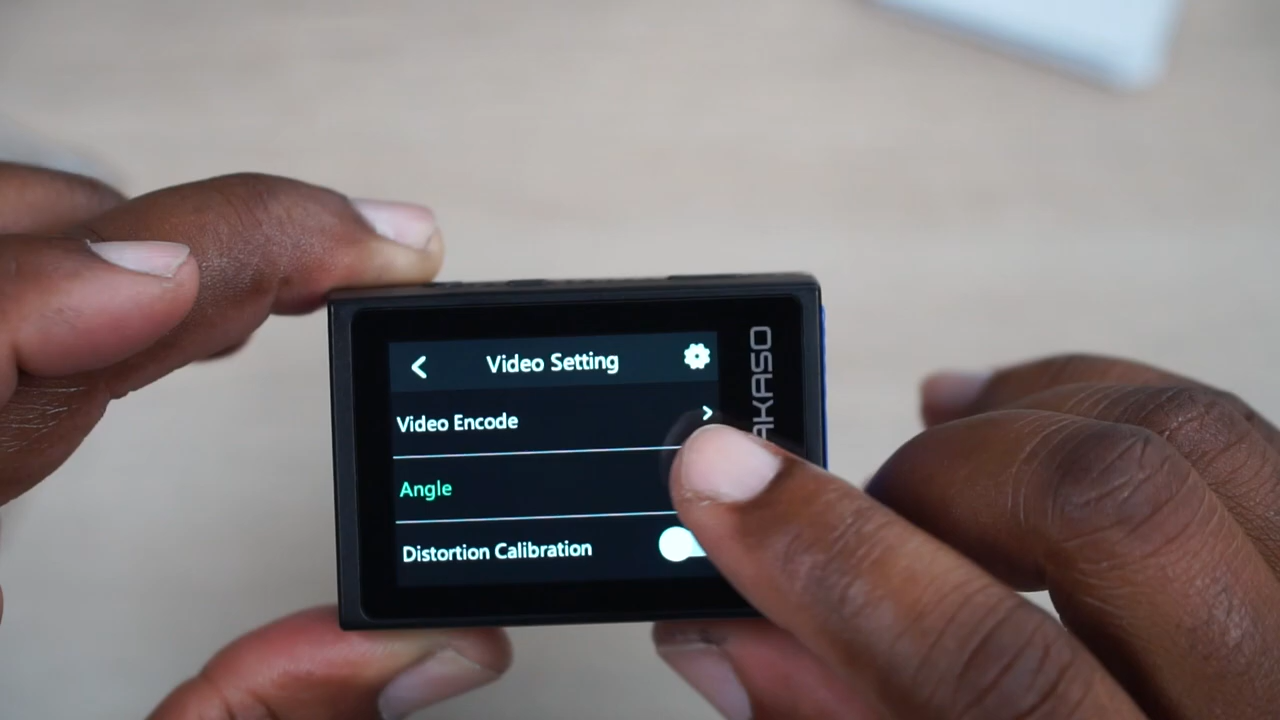 Video Setting
Video Encode
Angle
Distortion Calibration
AKASO